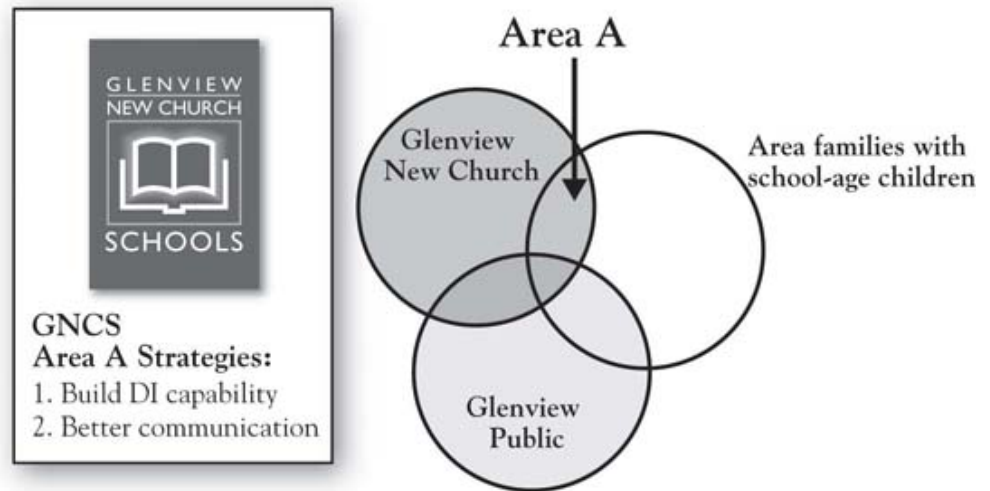 GLENVIEW
NEW CHURCH
SCHOOLS
GNCS
Area A Strategies:
1. Build DI capability
2. Better communication
Area A
Glenview
New Church
Area families with
school-age children
Glenview
Public